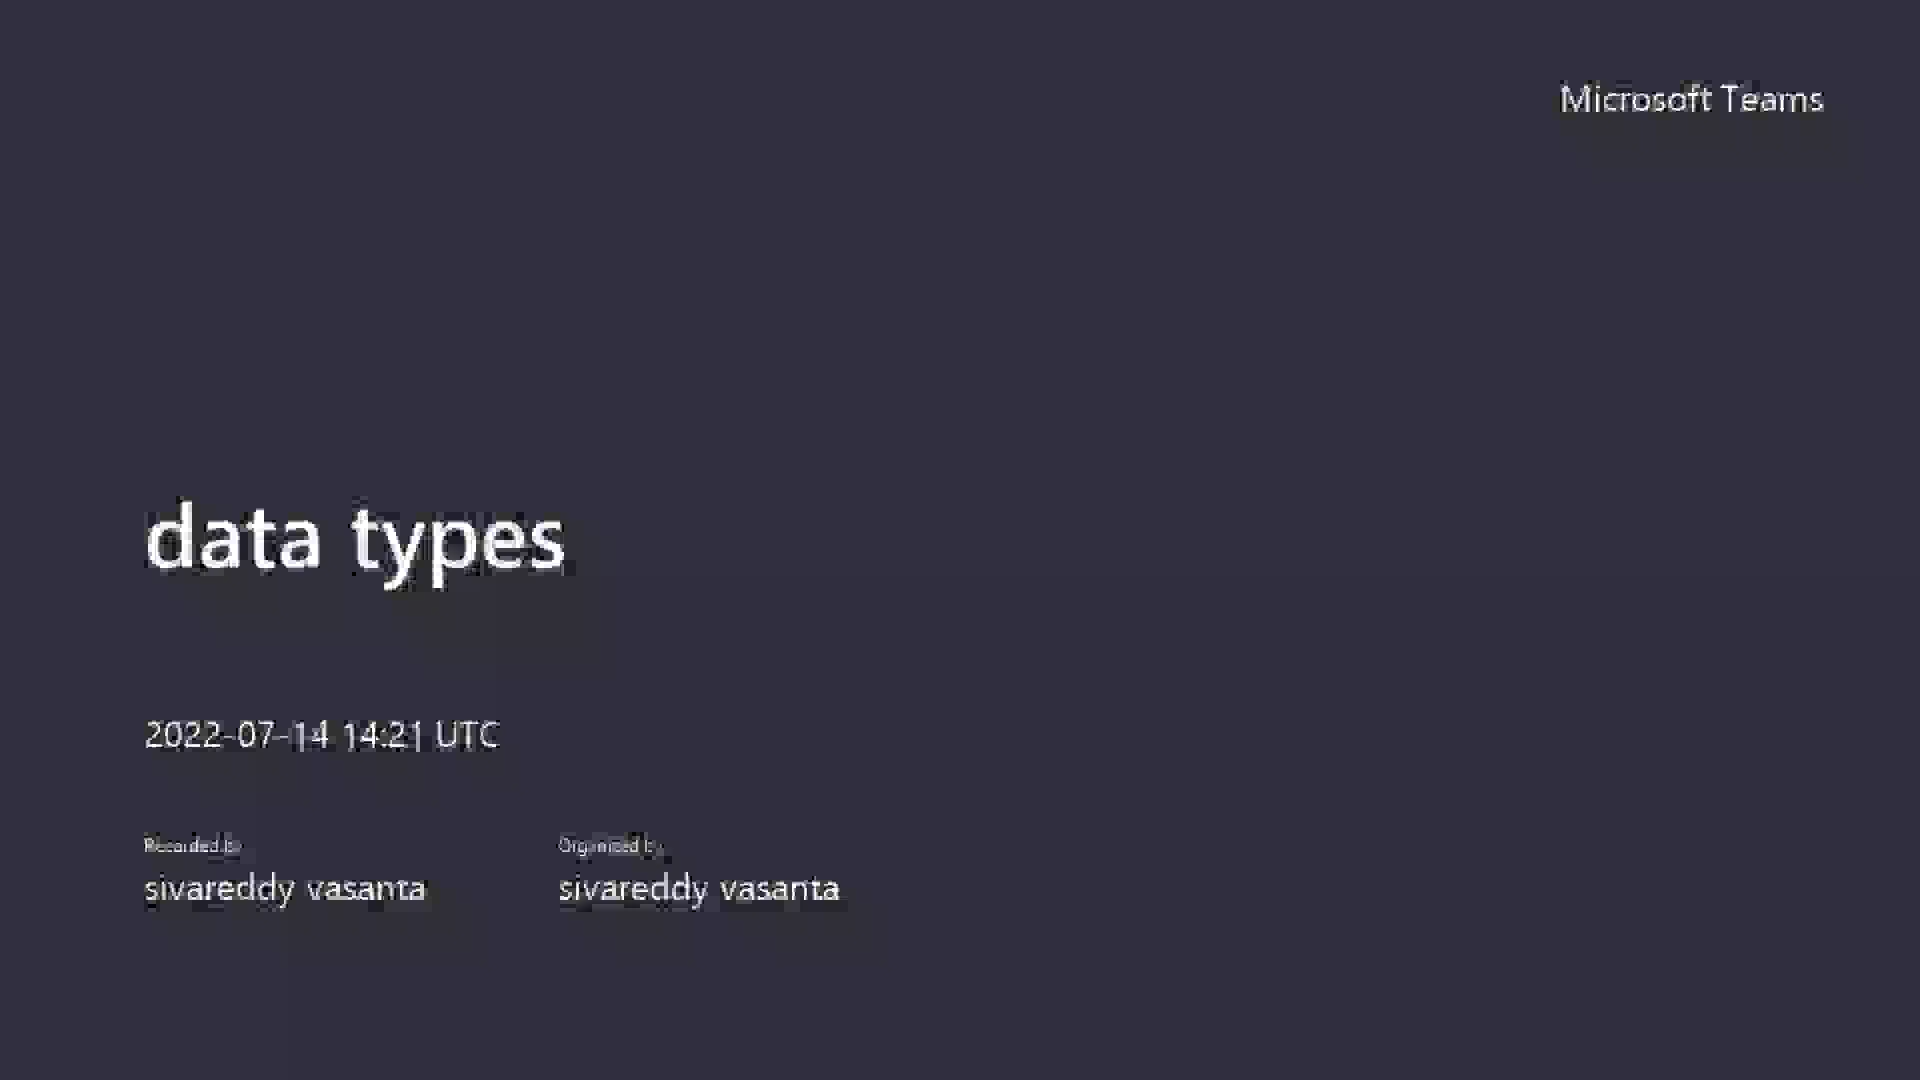 Microsoft Teams
data types
2022-07-14 14:21 UTC
Recorded by
Organized by
sivareddy vasanta
sivareddy vasanta